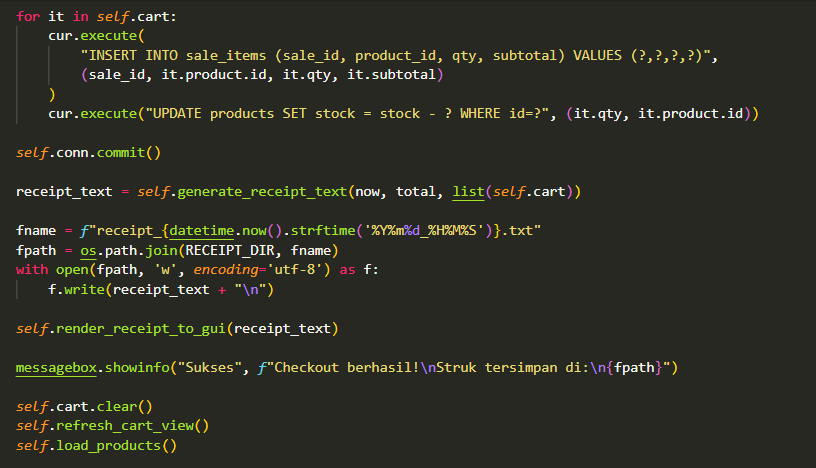 for it in self.cart:
    cur.execute(
        "INSERT INTO sale_items (sale_id, product_id, qty, subtotal) VALUES (?,?,?,?)",
        (sale_id, it.product.id, it.qty, it.subtotal)
    )
    cur.execute("UPDATE products SET stock = stock - ? WHERE id=?", (it.qty, it.product.id))

self.conn.commit()

receipt_text = self.generate_receipt_text(now, total, list(self.cart))

fname = f"receipt_{datetime.now().strftime('%Y%m%d_%H%M%S')}.txt"
fpath = os.path.join(RECEIPT_DIR, fname)
with open(fpath, 'w', encoding='utf-8') as f:
    f.write(receipt_text + "\n")

self.render_receipt_to_gui(receipt_text)

messagebox.showinfo("Sukses", f"Checkout berhasil!\nStruk tersimpan di:\n{fpath}")

self.cart.clear()
self.refresh_cart_view()
self.load_products()